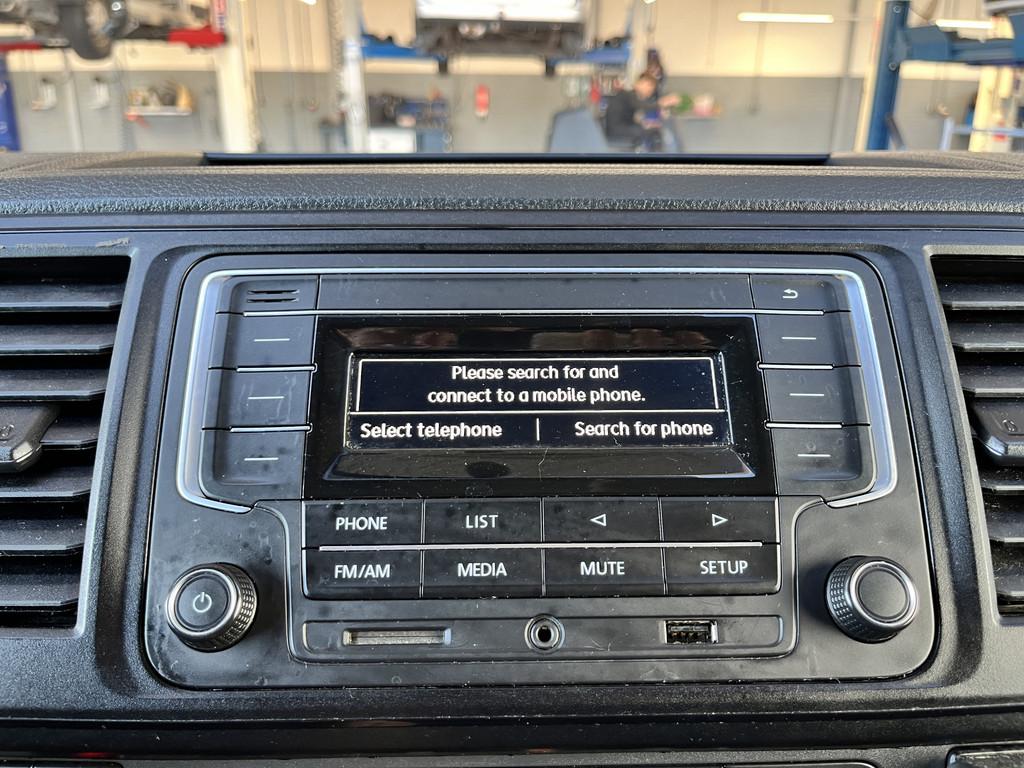 Please search for and
connect to a mobile phone.
Select telephone | Search for phone
PHONE LIST
FM/AM MEDIA MUTE SETUP